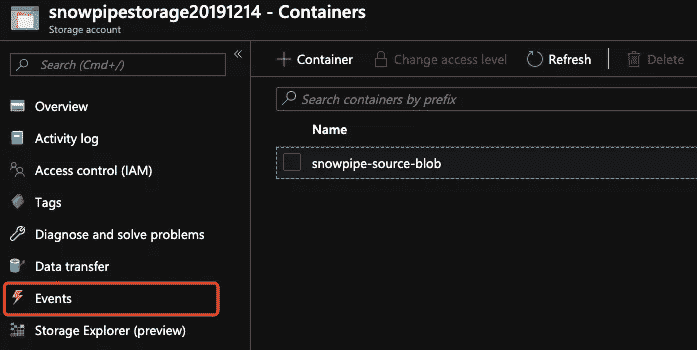 snowpipestorage20191214 - Containers
Storage account
Search (Cmd+/)
«
Overview
Activity log
Access control (IAM)
Tags
Diagnose and solve problems
Data transfer
Events
Storage Explorer (preview)
+ Container
Change access level
Refresh
Delete
Search containers by prefix
Name
snowpipe-source-blob